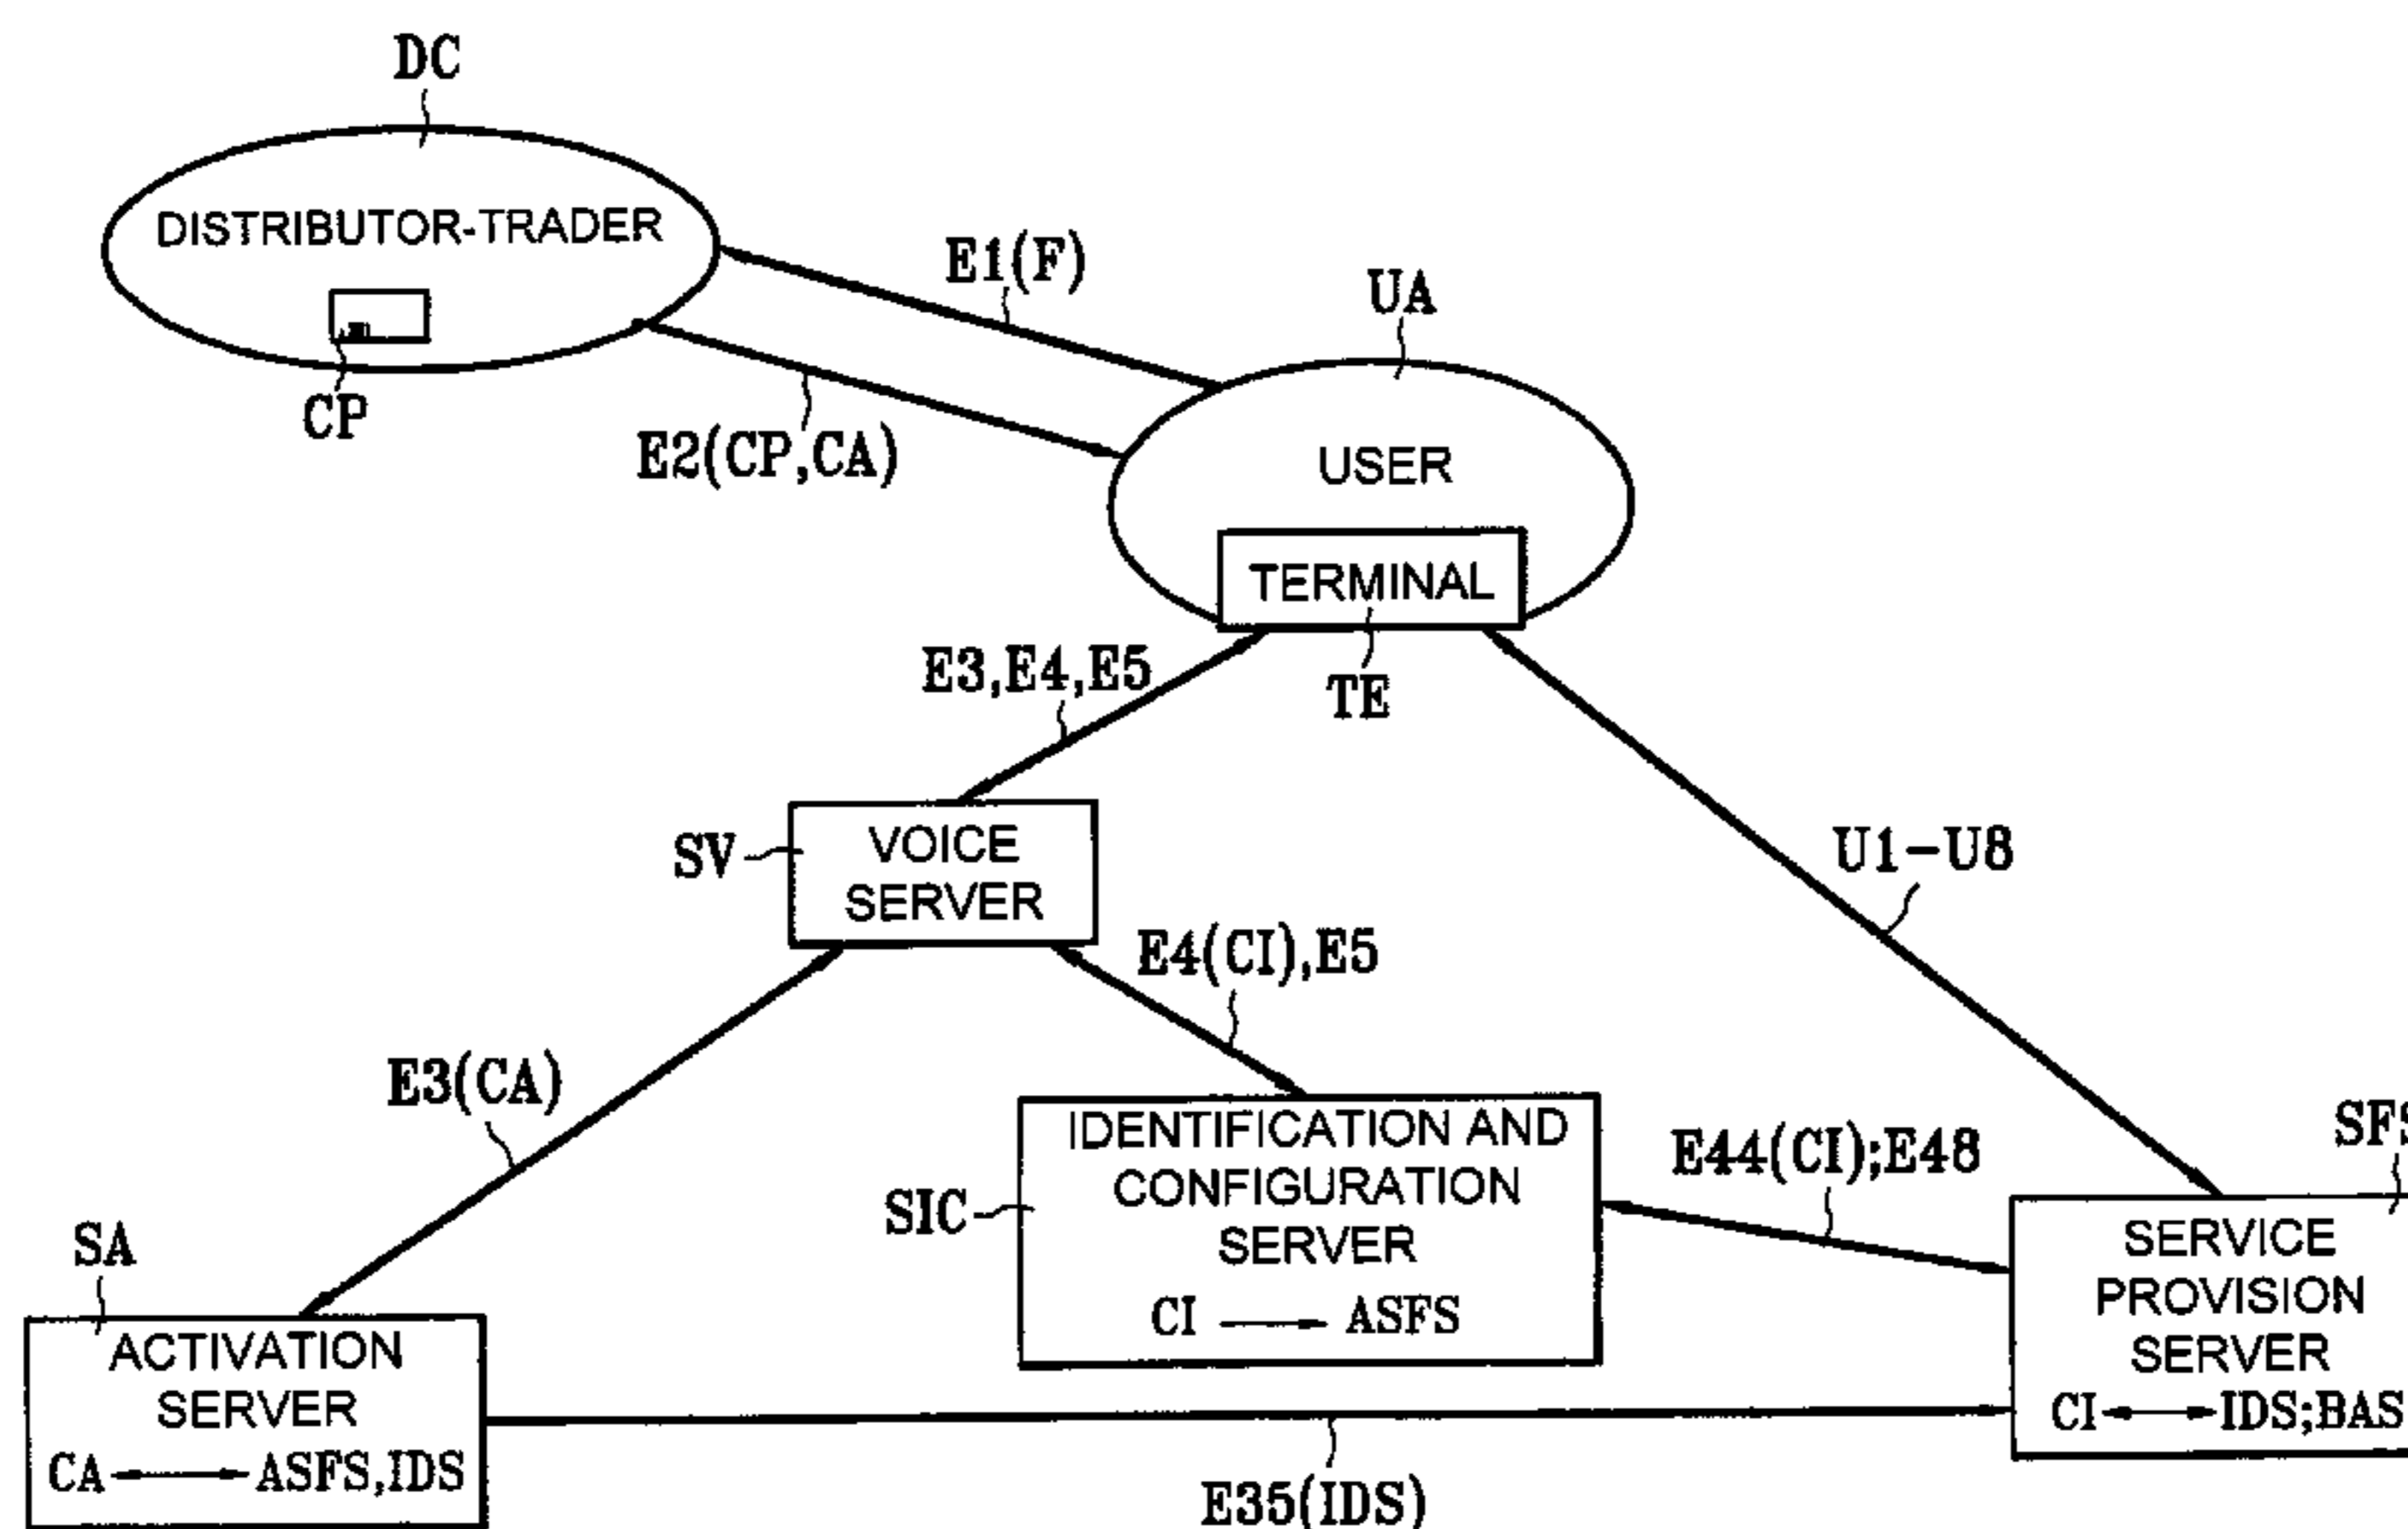 DC
DISTRIBUTOR-TRADER
CP
E1(F)
E2(CP,CA)
UA
USER
TERMINAL
TE
E3,E4,E5
SV
VOICE
SERVER
U1-U8
E4(CI),E5
E3(CA)
SIC
IDENTIFICATION AND
CONFIGURATION
SERVER
CI → ASFS
E44(CI);E48
SFS
SERVICE
PROVISION
SERVER
CI ↔ IDS;BAS
SA
ACTIVATION
SERVER
CA ↔ ASFS,IDS
E35(IDS)